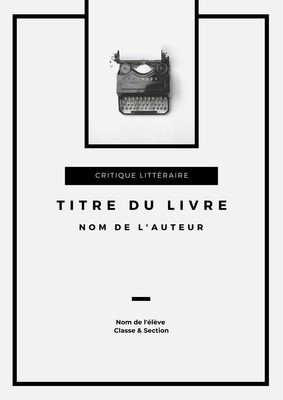 CRITIQUE LITTÉRAIRE
TITRE DU LIVRE
NOM DE L'AUTEUR
Nom de l'élève
Classe & Section